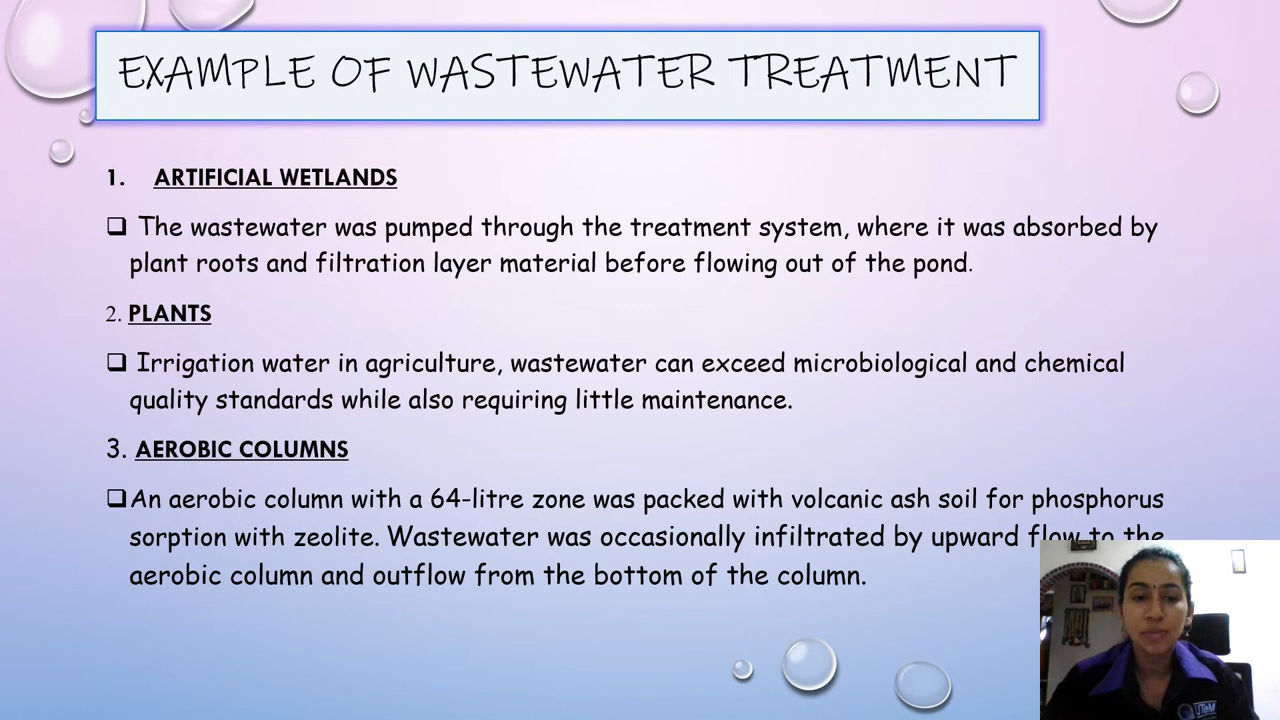 EXAMPLE OF WASTEWATER TREATMENT
1. ARTIFICIAL WETLANDS
❑ The wastewater was pumped through the treatment system, where it was absorbed by
plant roots and filtration layer material before flowing out of the pond.
2. PLANTS
❑ Irrigation water in agriculture, wastewater can exceed microbiological and chemical
quality standards while also requiring little maintenance.
3. AEROBIC COLUMNS
❑An aerobic column with a 64-litre zone was packed with volcanic ash soil for phosphorus
sorption with zeolite. Wastewater was occasionally infiltrated by upward flow to the
aerobic column and outflow from the bottom of the column.
UTeM